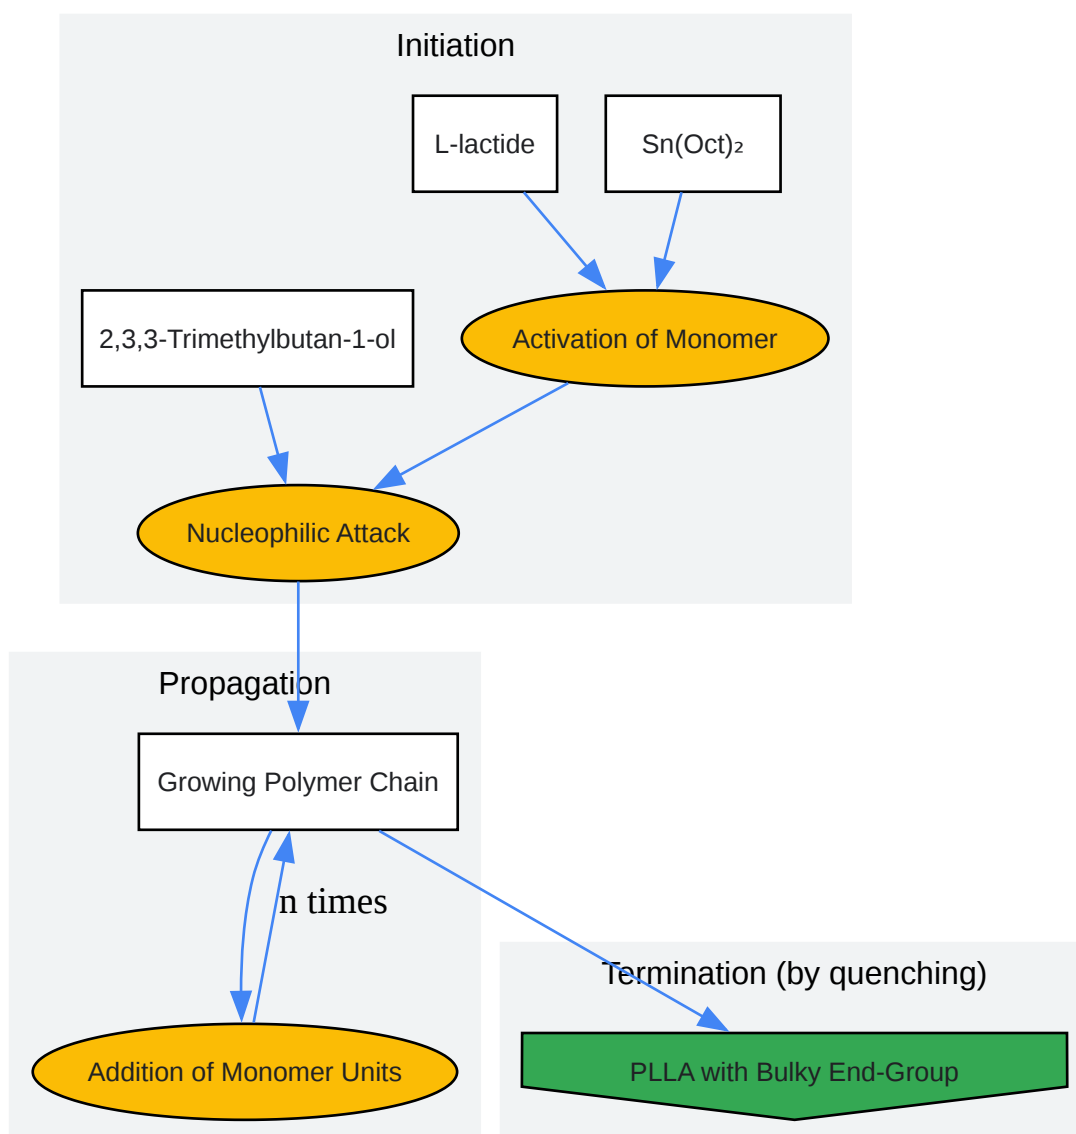 Initiation
L-lactide
Sn(Oct)₂
2,3,3-Trimethylbutan-1-ol
Activation of Monomer
Nucleophilic Attack
Propagation
Growing Polymer Chain
n times
Termination (by quenching)
Addition of Monomer Units
PLLA with Bulky End-Group